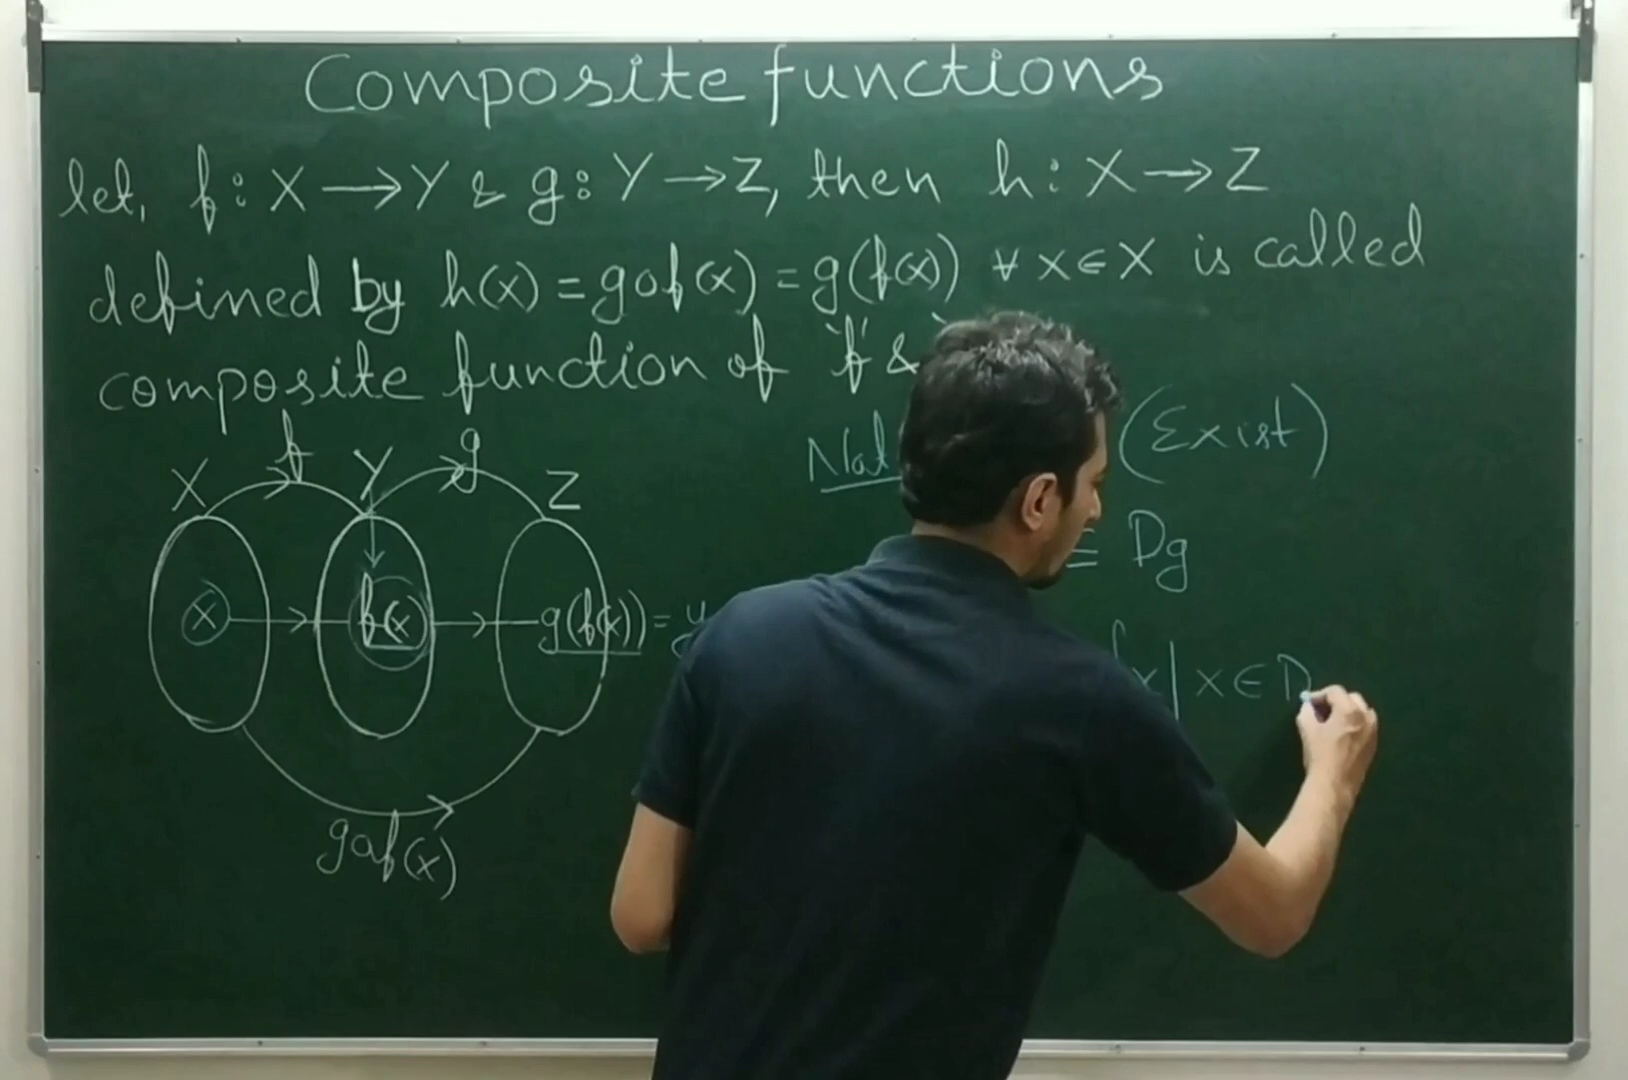 Composite functions
let, f : X → Y & g : Y → Z, then h : X → Z
defined by h(x) = gof(x) = g(f(x)) ∀ x ∈ X is called
composite function of 'f' &
(Exist)
X f Y g Z
= Dg
x f(x) g(f(x)) =
{x | x ∈ D
gof(x)